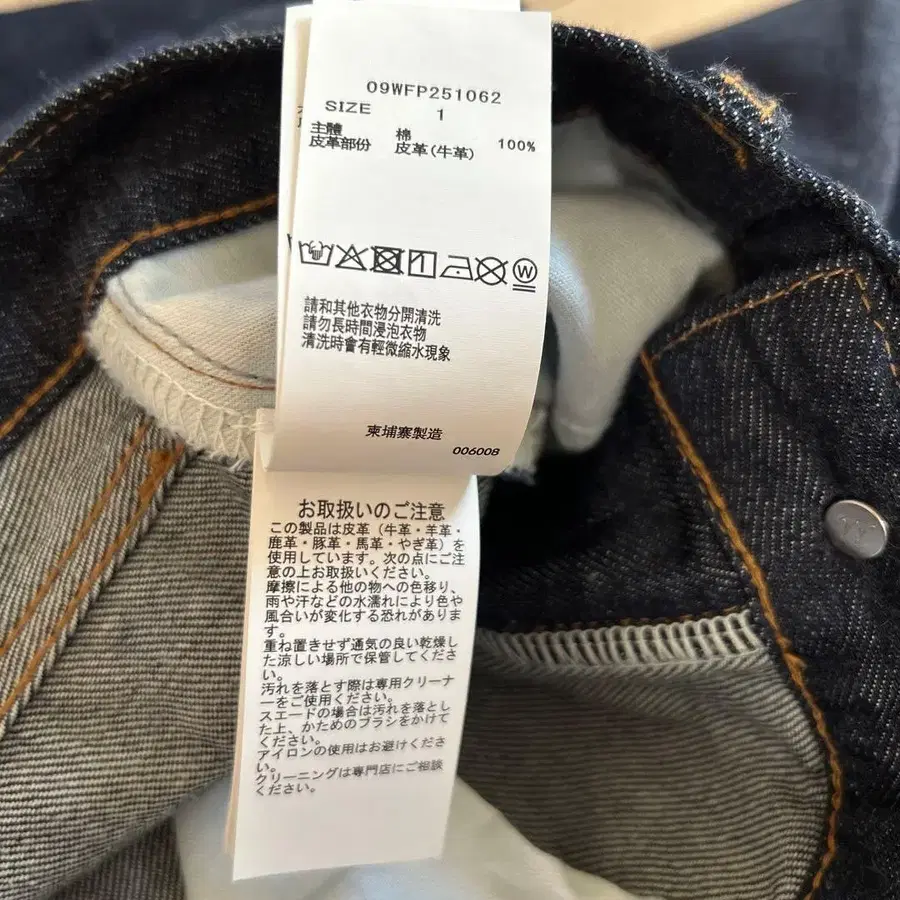 09WFP251062
SIZE 1
主體 棉 100%
皮革部份 皮革(牛革)
W
請和其他衣物分開清洗
請勿長時間浸泡衣物
清洗時會有輕微縮水現象
柬埔寨製造
006008
お取扱いのご注意
この製品は皮革（牛革・羊革・
鹿革・豚革・馬革・やぎ革）を
使用しています。次の点にご注
意の上お取扱いください。
摩擦による他の物への色移り、
雨や汗などの水濡れにより色や
風合いが変化する恐れがありま
す。
重ね置きせず通気の良い乾燥し
た涼しい場所で保管してくださ
い。
汚れを落とす際は専用クリーナ
ーをご使用ください。
スエードの場合は汚れを落とし
た上、かためのブラシをかけて
ください。
アイロンの使用はお避けくださ
い。
クリーニングは専門店にご相談
ください。